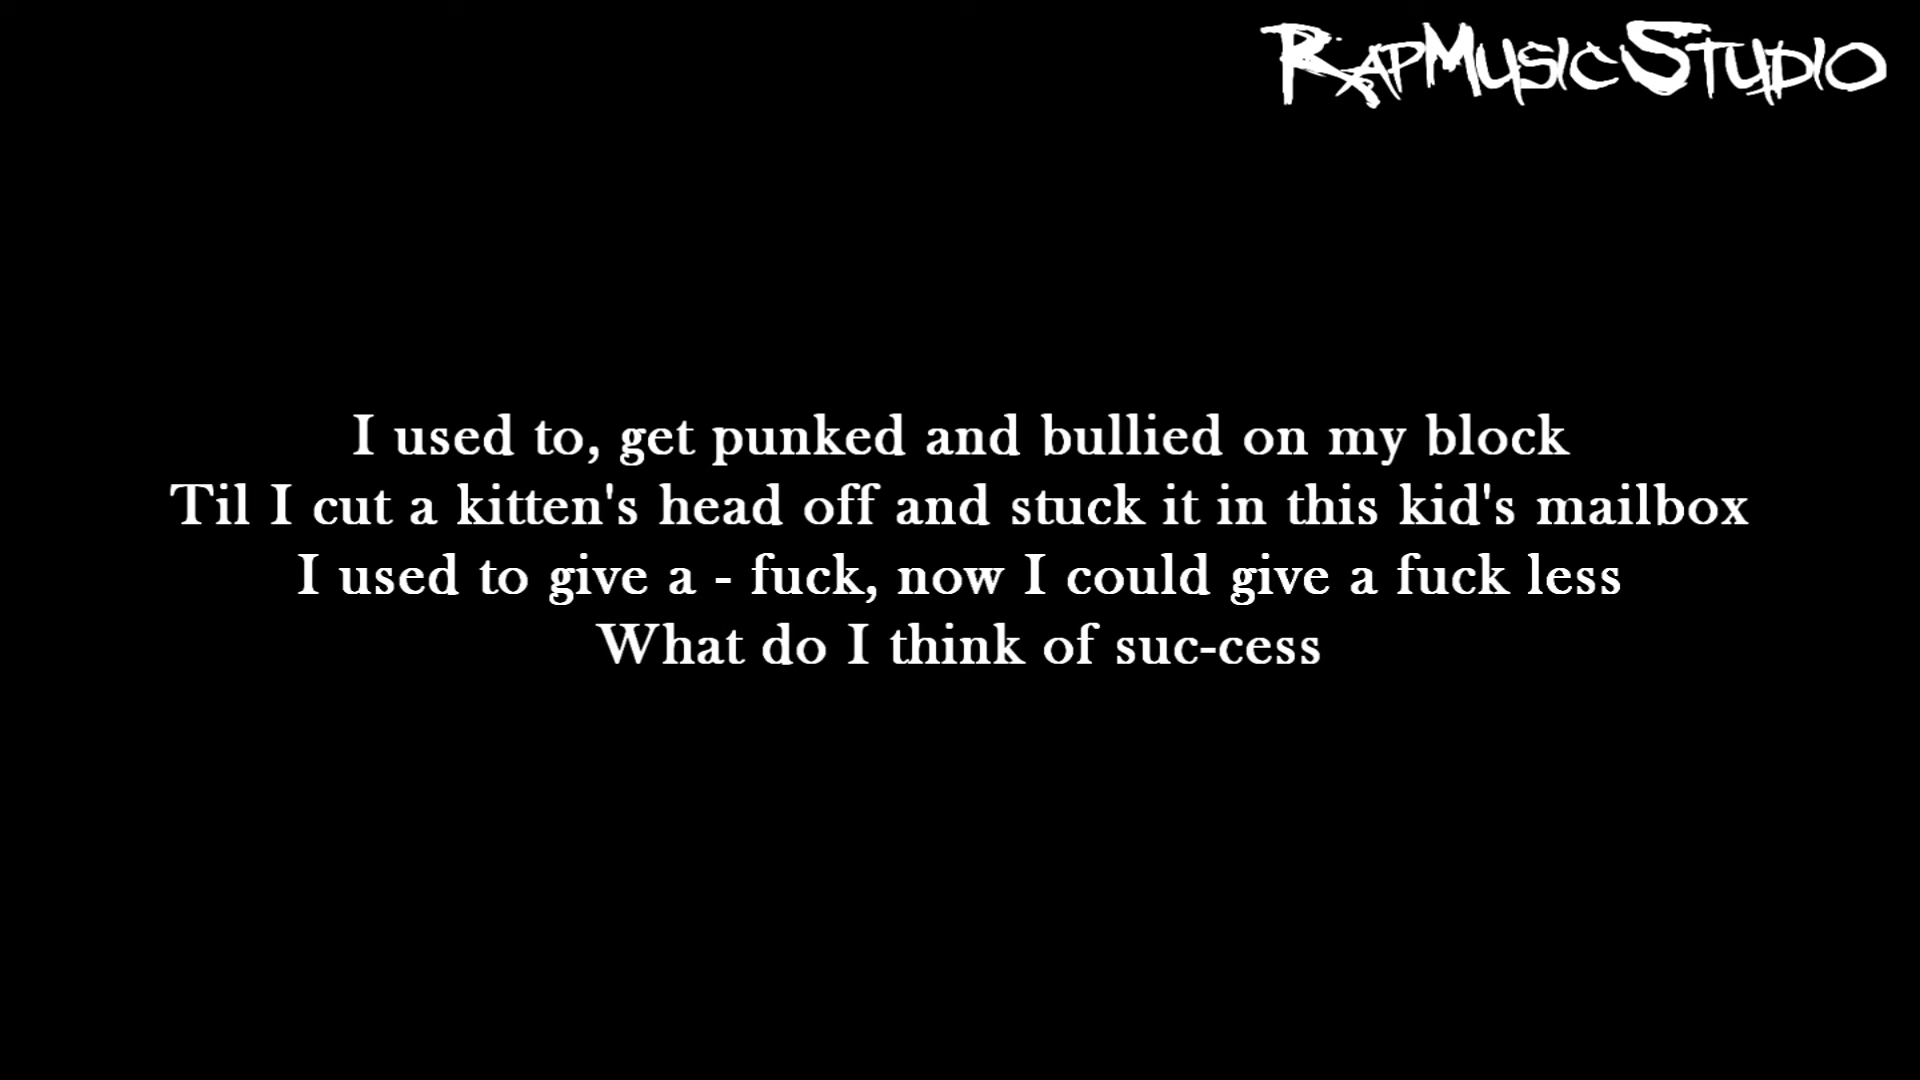 RapMusicStudio
I used to, get punked and bullied on my block
Til I cut a kitten's head off and stuck it in this kid's mailbox
I used to give a - fuck, now I could give a fuck less
What do I think of suc-cess